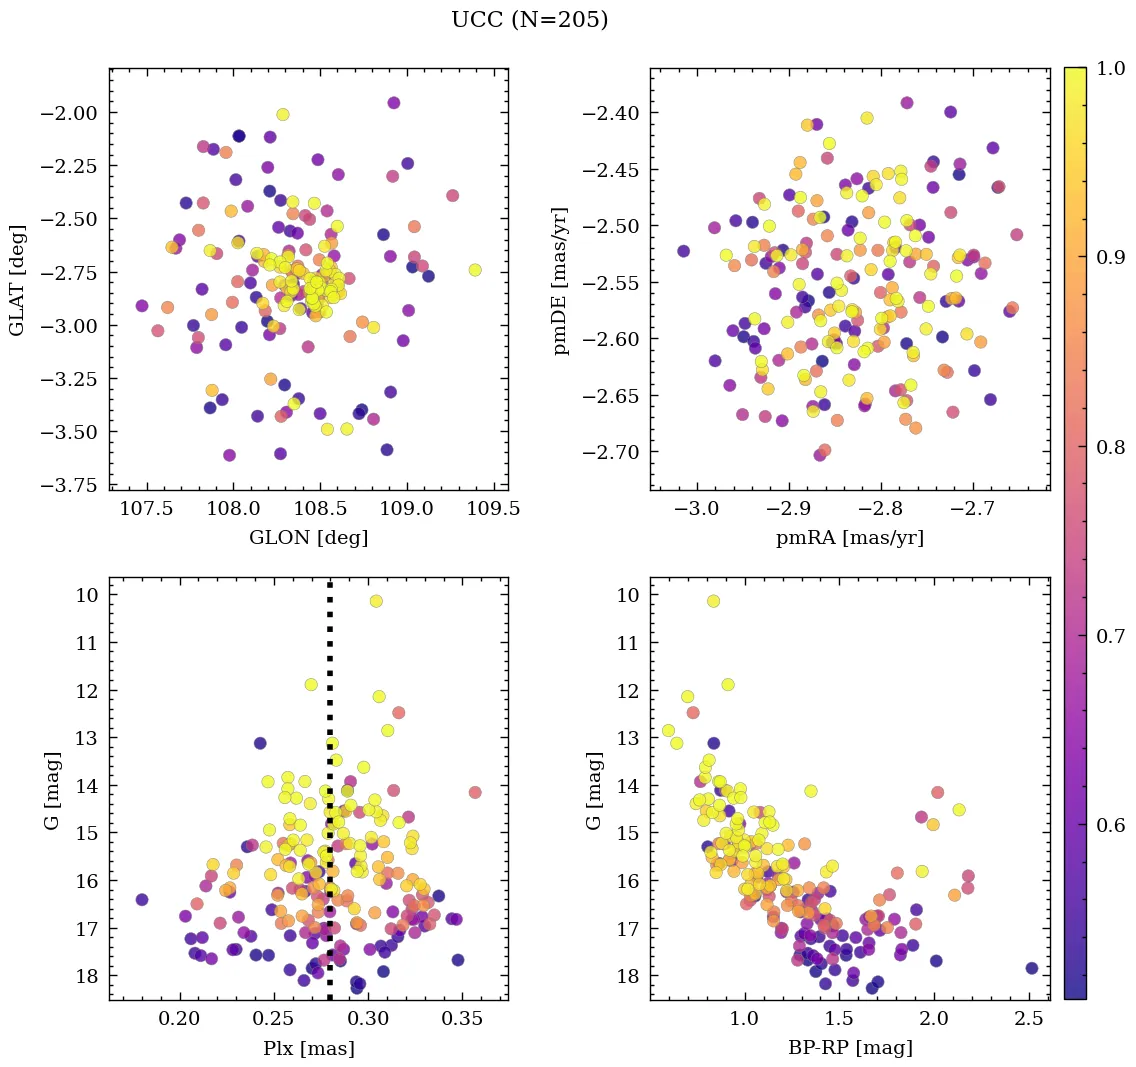 UCC (N=205)
−2.00
−2.25
−2.50
−2.75
−3.00
−3.25
−3.50
−3.75
GLAT [deg]
107.5 108.0 108.5 109.0 109.5
GLON [deg]
−2.40
−2.45
−2.50
−2.55
−2.60
−2.65
−2.70
pmDE [mas/yr]
−3.0 −2.9 −2.8 −2.7
pmRA [mas/yr]
10
11
12
13
14
15
16
17
18
G [mag]
0.20 0.25 0.30 0.35
Plx [mas]
10
11
12
13
14
15
16
17
18
G [mag]
1.0 1.5 2.0 2.5
BP-RP [mag]
1.0
0.9
0.8
0.7
0.6